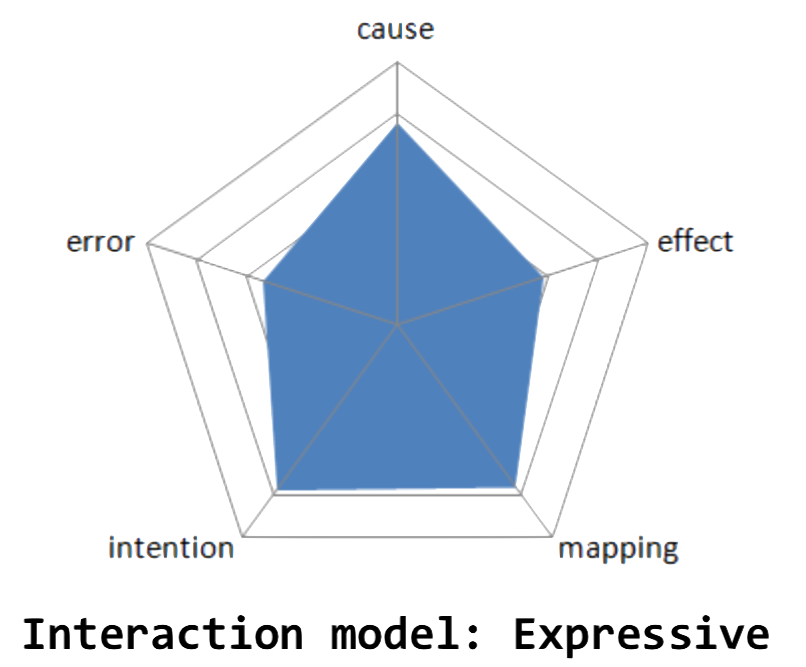 cause
error
effect
intention
mapping
Interaction model: Expressive